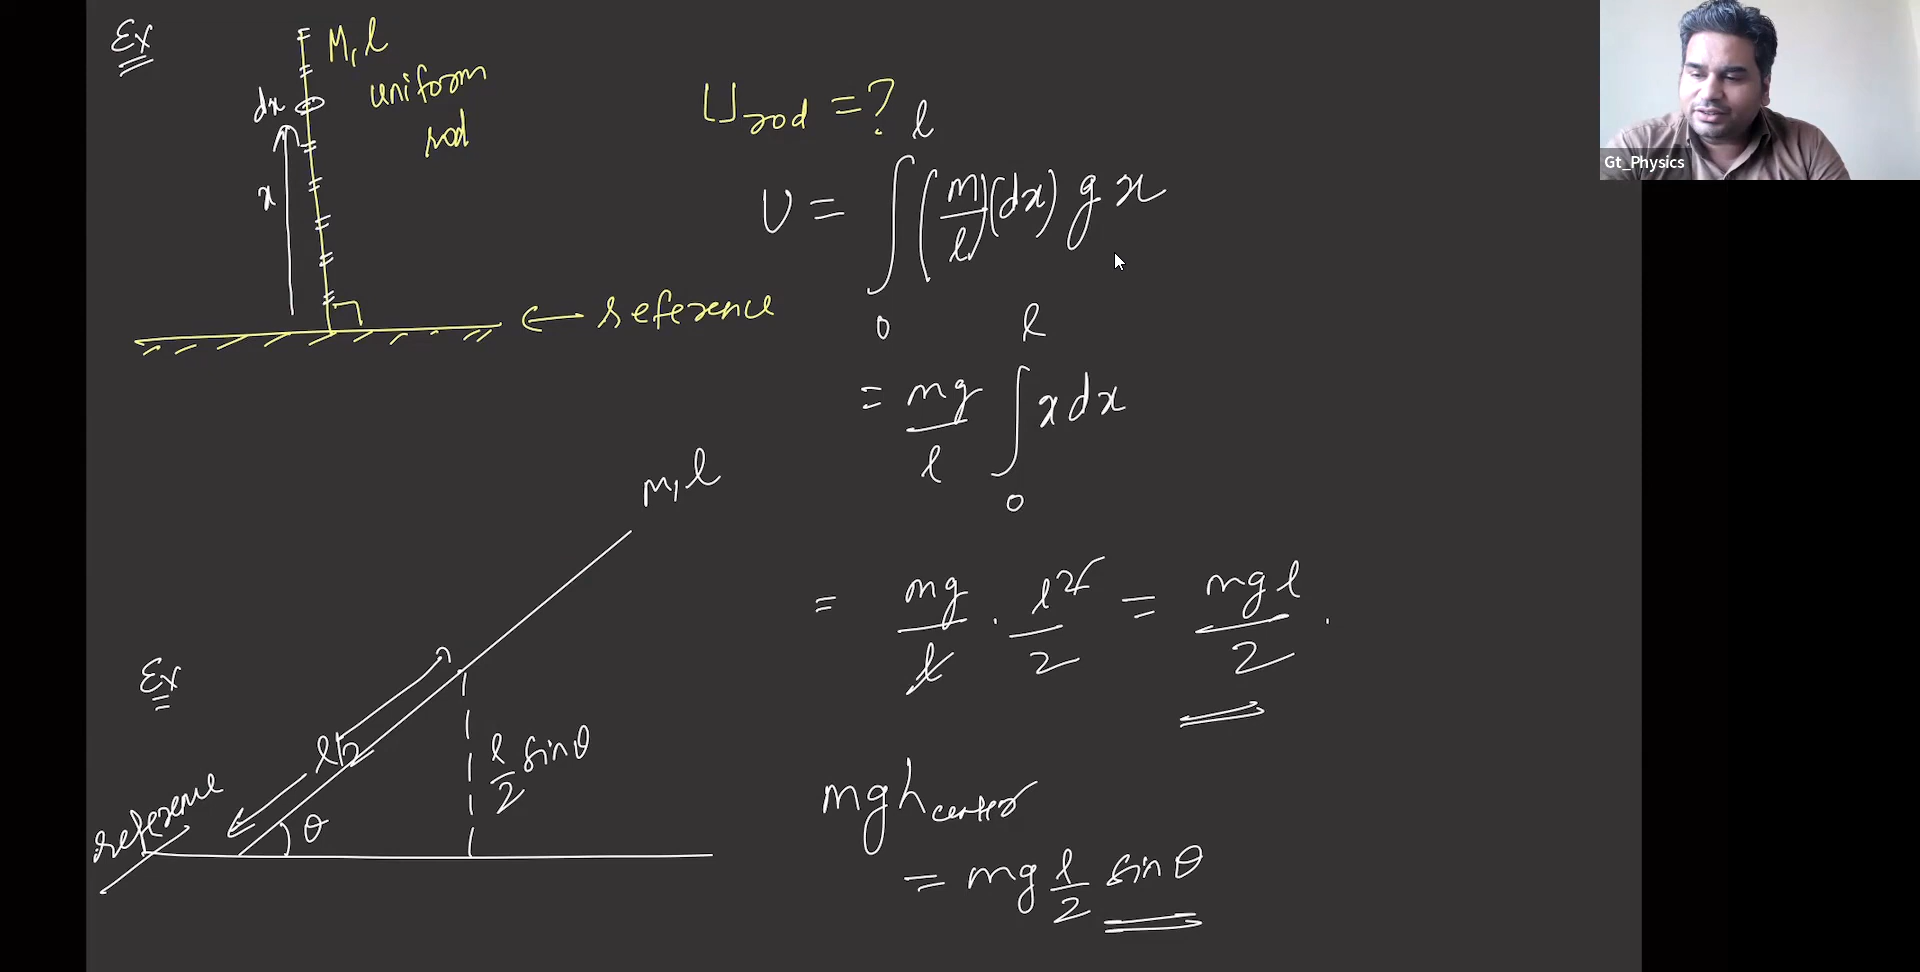 Ex
M, l
uniform
rod
dx
x
← reference
U_rod = ?
U = ∫₀^l (m/l)(dx) g x
= mg/l ∫₀^l x dx
= mg/l · l²/2 = mgl/2 .
Ex
m, l
l/2
l/2 sinθ
θ
reference
mgh_center
= mg l/2 sinθ
Gt_Physics